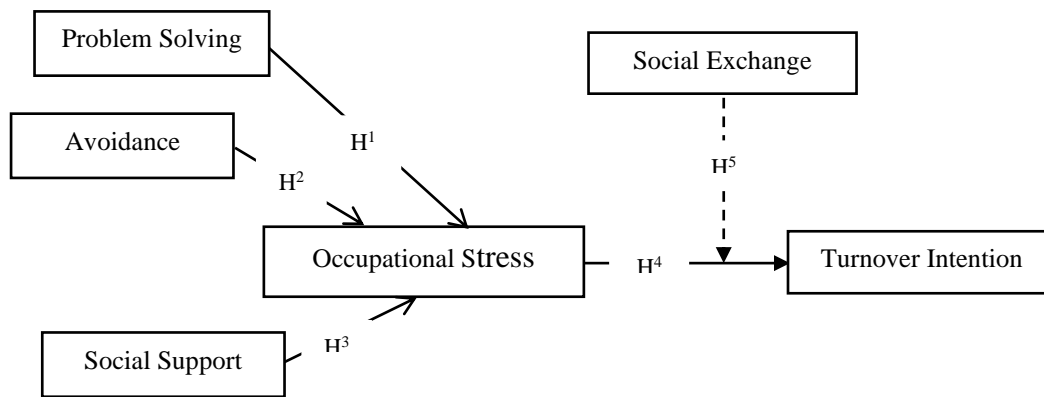 Problem Solving
Social Exchange
Avoidance
H1
H5
H2
Occupational Stress
H4
Turnover Intention
Social Support
H3